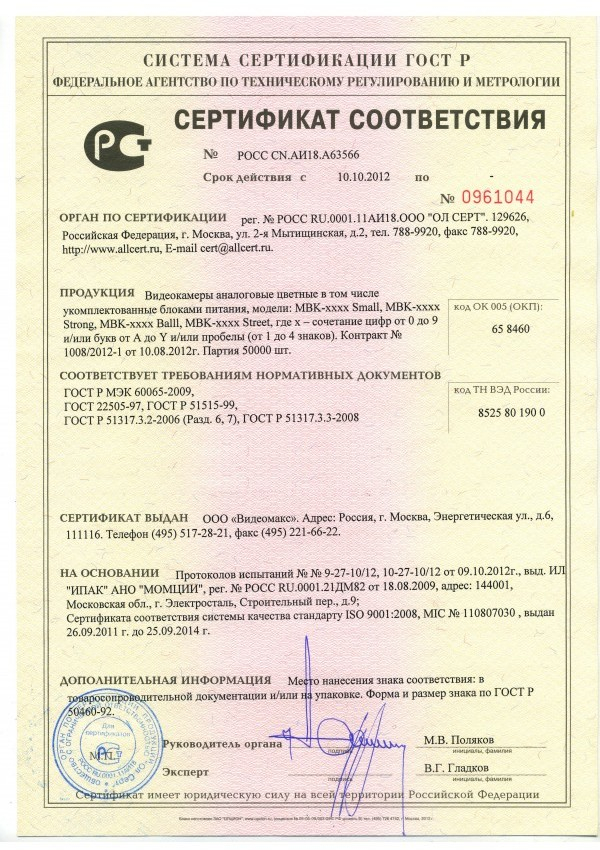 СИСТЕМА СЕРТИФИКАЦИИ ГОСТ Р
ФЕДЕРАЛЬНОЕ АГЕНТСТВО ПО ТЕХНИЧЕСКОМУ РЕГУЛИРОВАНИЮ И МЕТРОЛОГИИ
СЕРТИФИКАТ СООТВЕТСТВИЯ
№ РОСС CN.АИ18.А63566
Срок действия с 10.10.2012 по -
№ 0961044
ОРГАН ПО СЕРТИФИКАЦИИ рег. № РОСС RU.0001.11АИ18.ООО "ОЛ СЕРТ". 129626,
Российская Федерация, г. Москва, ул. 2-я Мытищинская, д.2, тел. 788-9920, факс 788-9920,
http://www.allcert.ru, E-mail cert@allcert.ru.
ПРОДУКЦИЯ Видеокамеры аналоговые цветные в том числе
укомплектованные блоками питания, модели: MBK-xxxx Small, MBK-xxxx
Strong, MBK-xxxx Balll, MBK-xxxx Street, где x – сочетание цифр от 0 до 9
и/или букв от A до Y и/или пробелы (от 1 до 4 знаков). Контракт №
1008/2012-1 от 10.08.2012г. Партия 50000 шт.
код ОК 005 (ОКП):
65 8460
СООТВЕТСТВУЕТ ТРЕБОВАНИЯМ НОРМАТИВНЫХ ДОКУМЕНТОВ
ГОСТ Р МЭК 60065-2009,
ГОСТ 22505-97, ГОСТ Р 51515-99,
ГОСТ Р 51317.3.2-2006 (Разд. 6, 7), ГОСТ Р 51317.3.3-2008
код ТН ВЭД России:
8525 80 190 0
СЕРТИФИКАТ ВЫДАН ООО «Видеомакс». Адрес: Россия, г. Москва, Энергетическая ул., д.6,
111116. Телефон (495) 517-28-21, факс (495) 221-66-22.
НА ОСНОВАНИИ Протоколов испытаний № № 9-27-10/12, 10-27-10/12 от 09.10.2012г., выд. ИЛ
"ИПАК" АНО "МОМЦИИ", рег. № РОСС RU.0001.21ДМ82 от 18.08.2009, адрес: 144001,
Московская обл., г. Электросталь, Строительный пер., д.9;
Сертификата соответствия системы качества стандарту ISO 9001:2008, MIC № 110807030 , выдан
26.09.2011 г. до 25.09.2014 г.
ДОПОЛНИТЕЛЬНАЯ ИНФОРМАЦИЯ Место нанесения знака соответствия: в
товаросопроводительной документации и/или на упаковке. Форма и размер знака по ГОСТ Р
50460-92.
Для
сертификации
М.П.
Руководитель органа М.В. Поляков
подпись инициалы, фамилия
Эксперт В.Г. Гладков
подпись инициалы, фамилия
Сертификат имеет юридическую силу на всей территории Российской Федерации